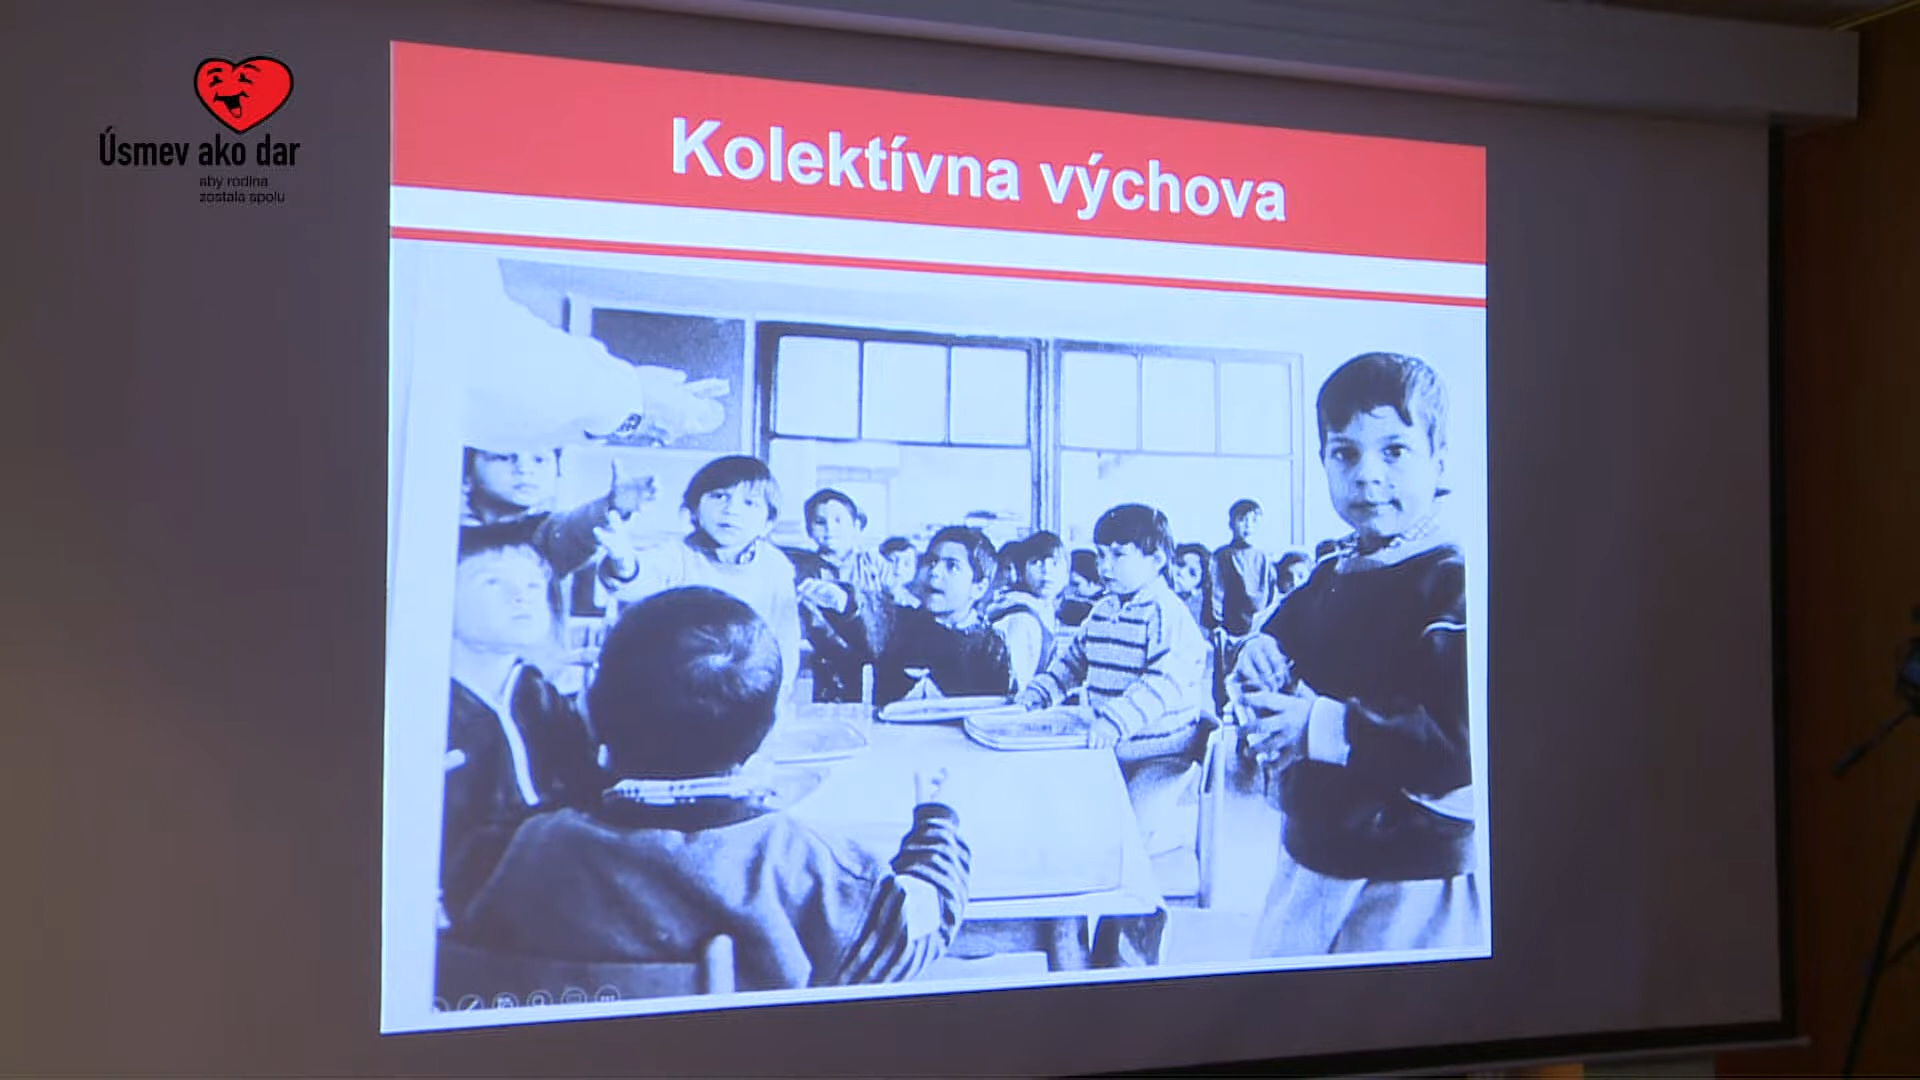 Úsmev ako dar
aby rodina
zostala spolu
Kolektívna výchova